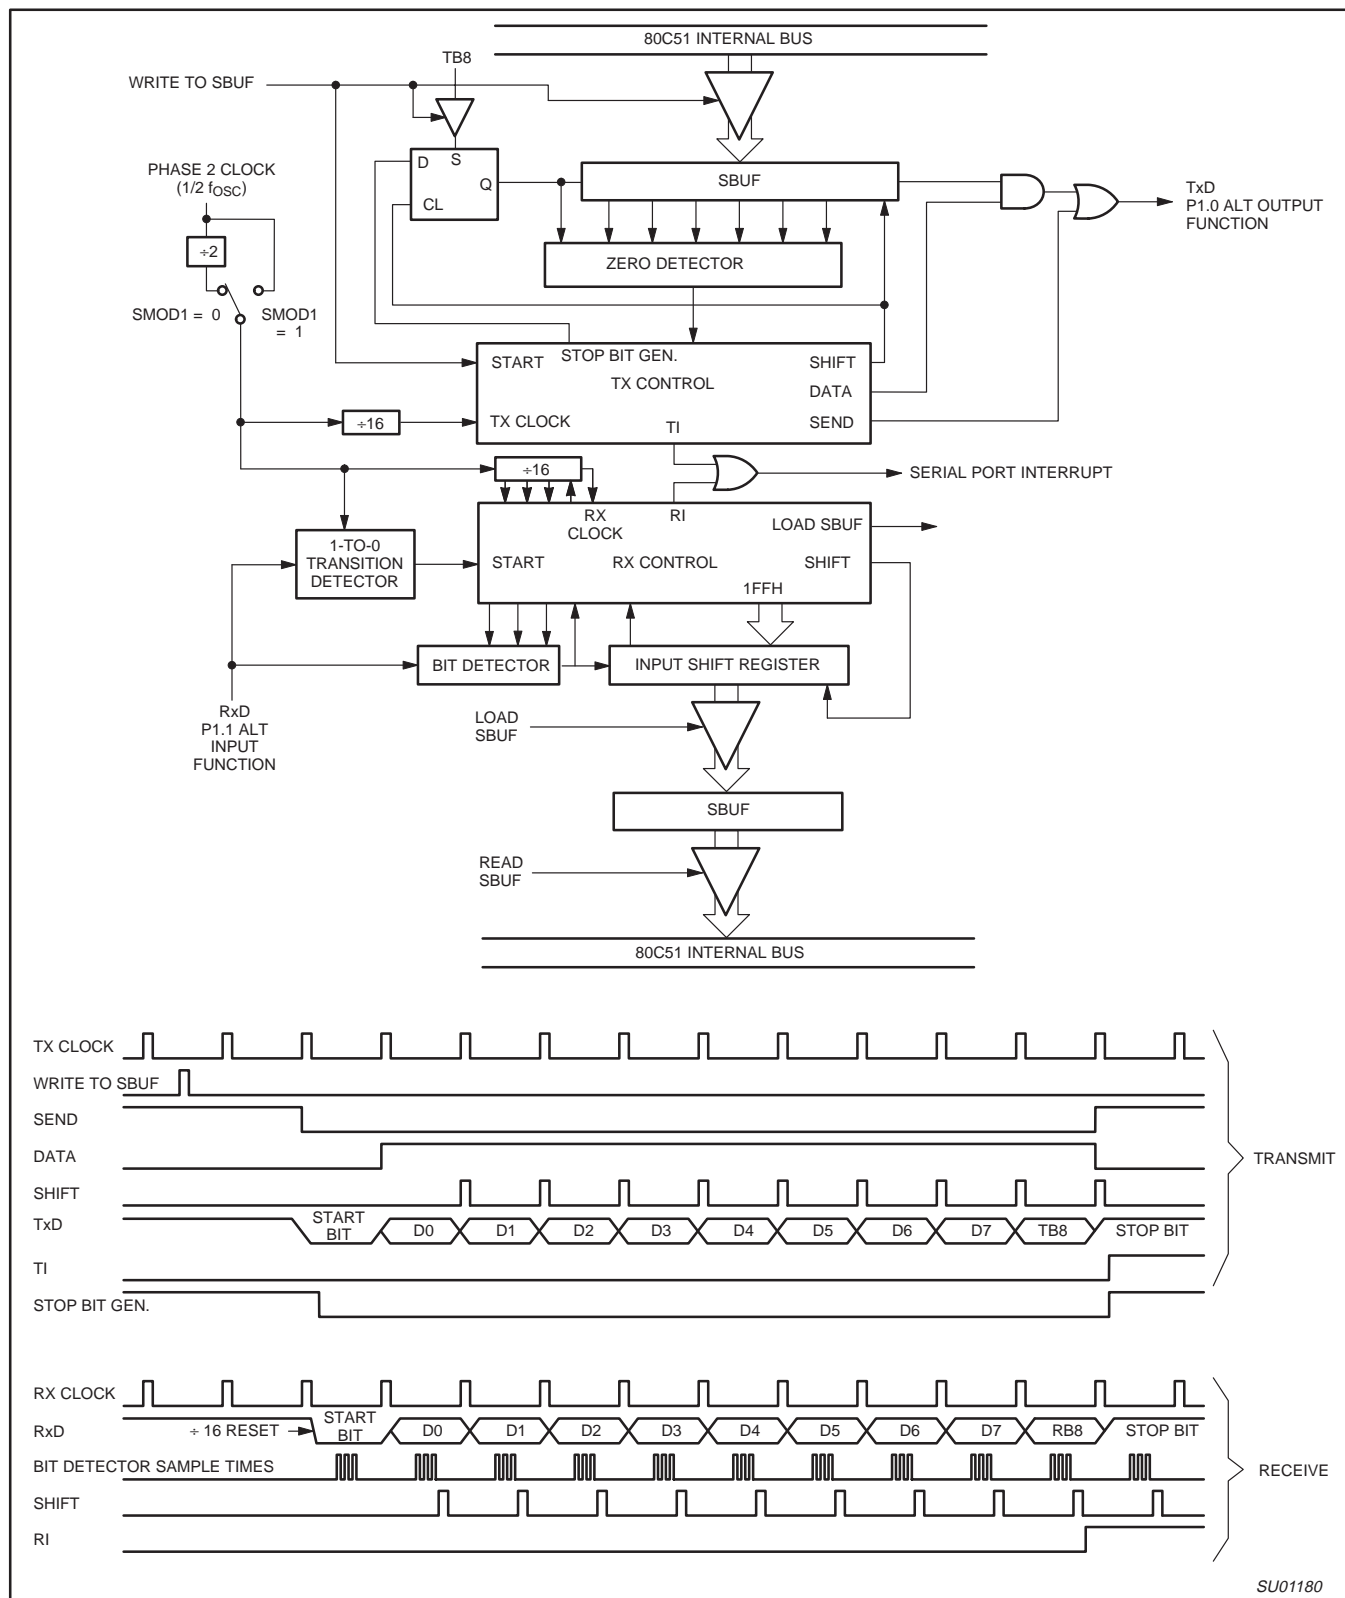 80C51 INTERNAL BUS
TB8
WRITE TO SBUF
D
S
Q
CL
SBUF
PHASE 2 CLOCK
(1/2 fOSC)
÷2
SMOD1 = 0
SMOD1
= 1
ZERO DETECTOR
TxD
P1.0 ALT OUTPUT
FUNCTION
START
STOP BIT GEN.
SHIFT
TX CONTROL
DATA
÷16
TX CLOCK
TI
SEND
÷16
SERIAL PORT INTERRUPT
RX
CLOCK
RI
LOAD SBUF
1-TO-0
TRANSITION
DETECTOR
START
RX CONTROL
SHIFT
1FFH
BIT DETECTOR
INPUT SHIFT REGISTER
RxD
P1.1 ALT
INPUT
FUNCTION
LOAD
SBUF
SBUF
READ
SBUF
80C51 INTERNAL BUS
TX CLOCK
WRITE TO SBUF
SEND
DATA
TRANSMIT
SHIFT
TxD
START
BIT
D0
D1
D2
D3
D4
D5
D6
D7
TB8
STOP BIT
TI
STOP BIT GEN.
RX CLOCK
RxD
÷ 16 RESET
START
BIT
D0
D1
D2
D3
D4
D5
D6
D7
RB8
STOP BIT
BIT DETECTOR SAMPLE TIMES
RECEIVE
SHIFT
RI
SU01180